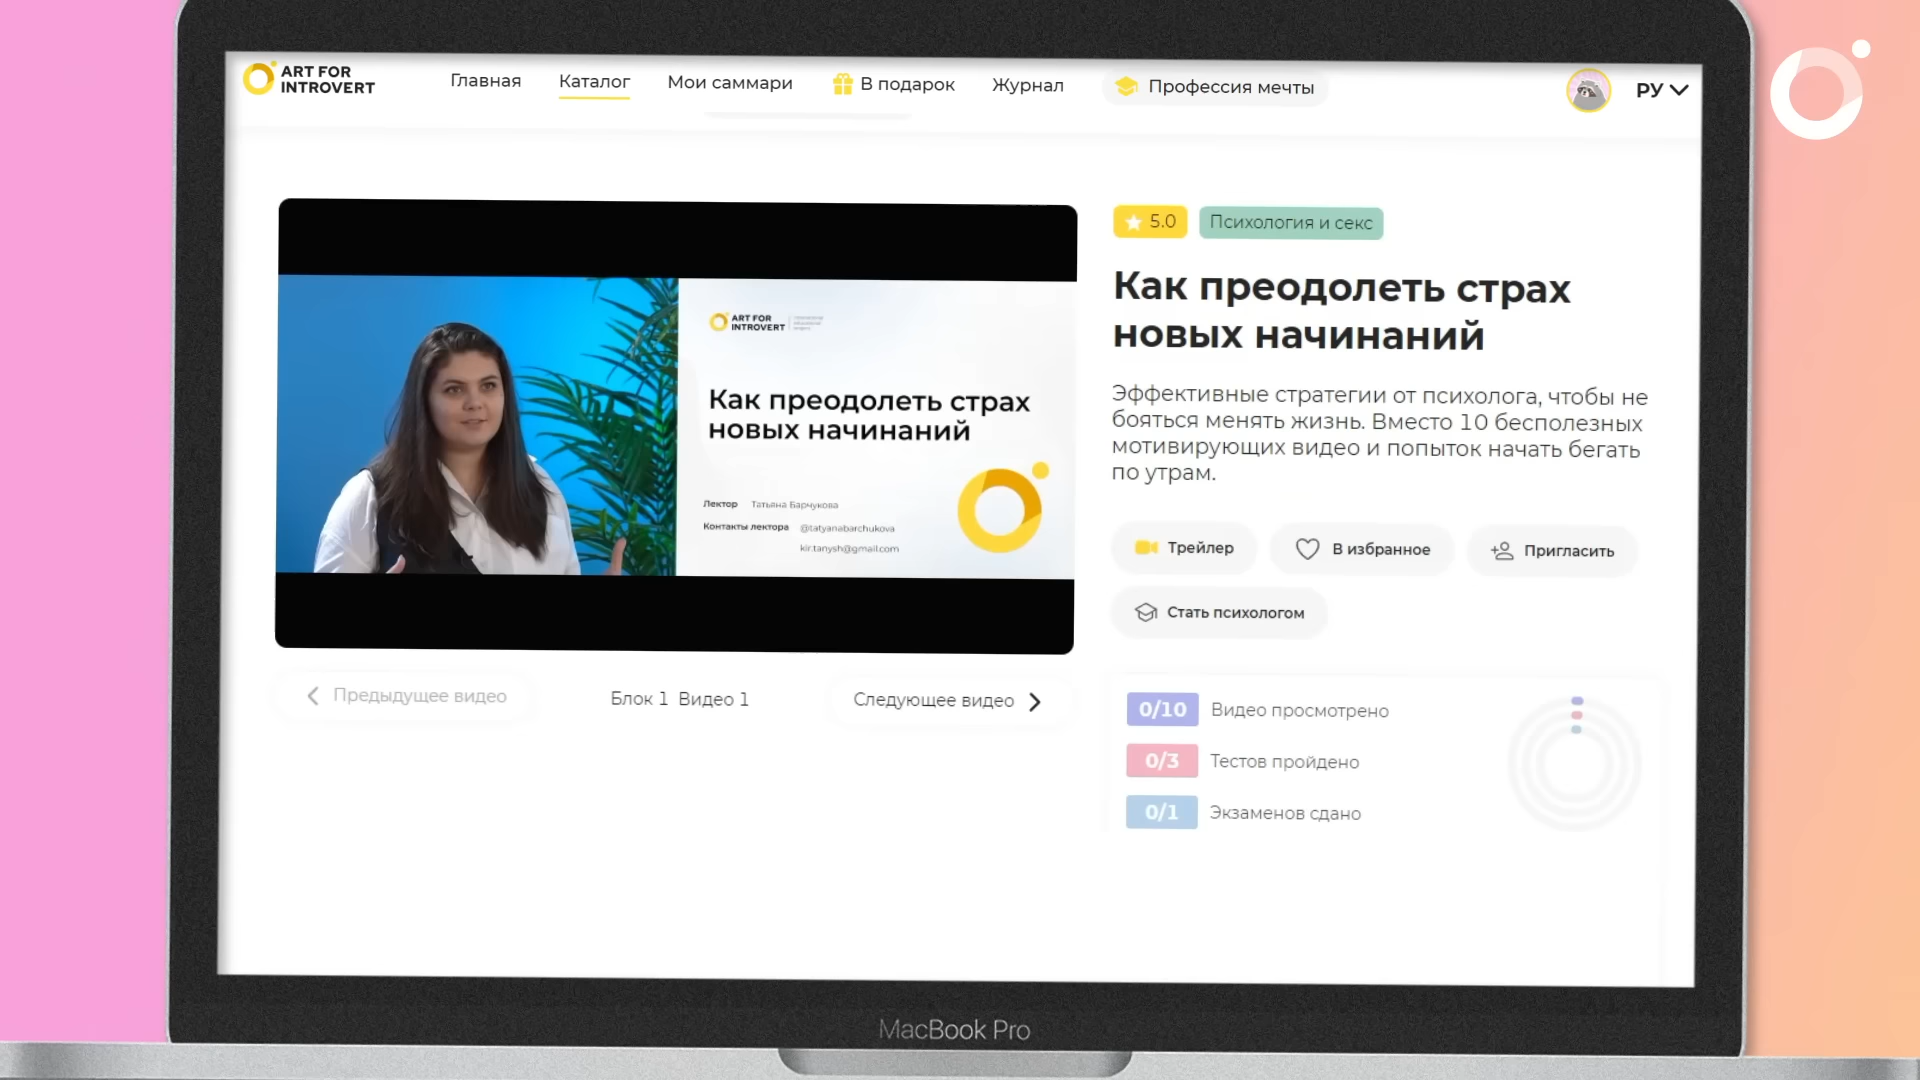 ART FOR
INTROVERT
Главная
Каталог
Мои саммари
В подарок
Журнал
Профессия мечты
РУ
ART FOR
INTROVERT
Как преодолеть страх
новых начинаний
Лектор Татьяна Барчукова
Контакты лектора @tatyanabarchukova
kir.tanysh@gmail.com
Предыдущее видео
Блок 1 Видео 1
Следующее видео
5.0
Психология и секс
Как преодолеть страх
новых начинаний
Эффективные стратегии от психолога, чтобы не
бояться менять жизнь. Вместо 10 бесполезных
мотивирующих видео и попыток начать бегать
по утрам.
Трейлер
В избранное
Пригласить
Стать психологом
0/10 Видео просмотрено
0/3 Тестов пройдено
0/1 Экзаменов сдано
MacBook Pro